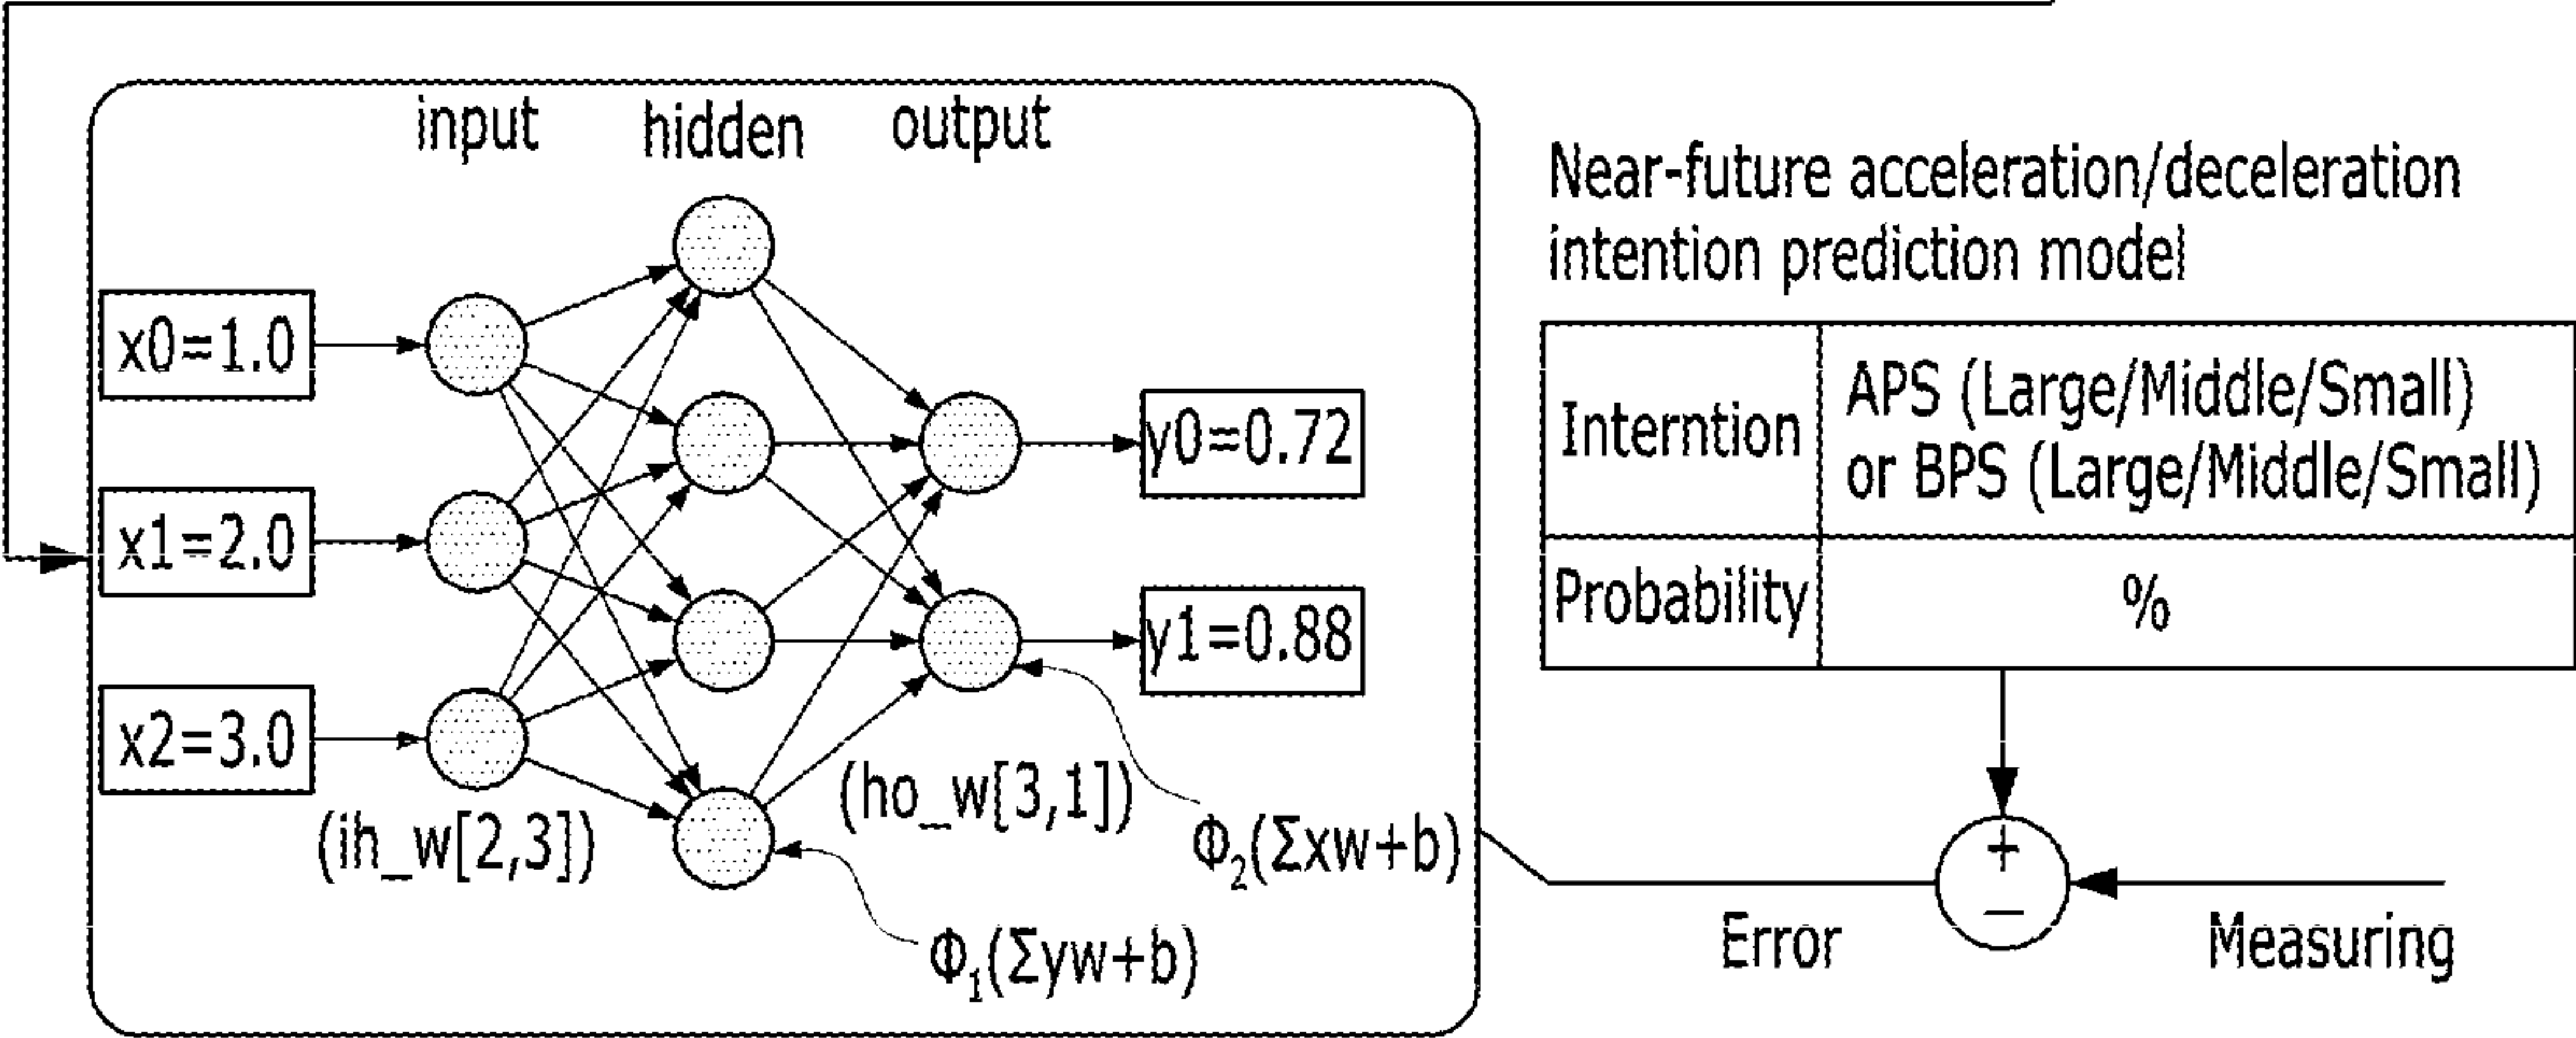 input hidden output
Near-future acceleration/deceleration
intention prediction model
x0=1.0
x1=2.0
x2=3.0
y0=0.72
y1=0.88
(ih_w[2,3])
(ho_w[3,1])
Φ₂(Σxw+b)
Φ₁(Σyw+b)
Interntion
APS (Large/Middle/Small)
or BPS (Large/Middle/Small)
Probability
%
+
−
Error
Measuring